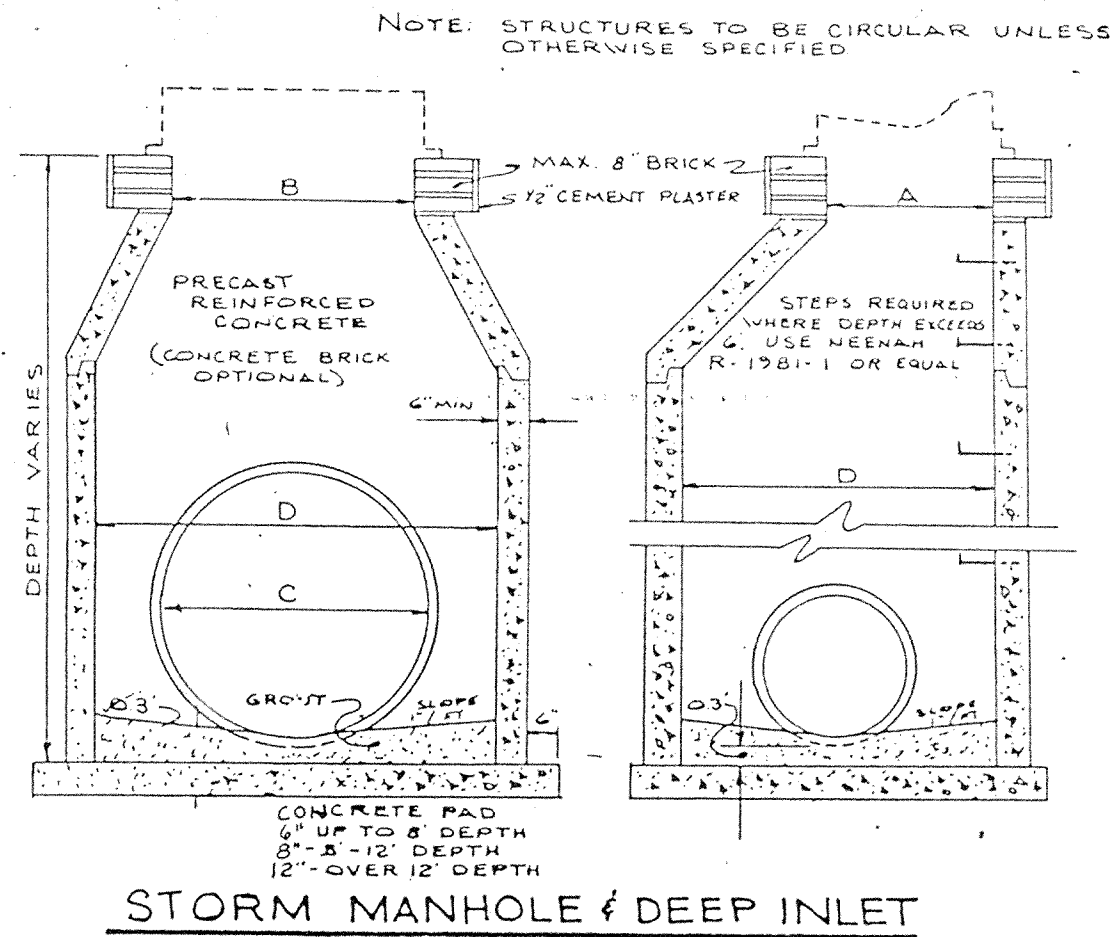 NOTE: STRUCTURES TO BE CIRCULAR UNLESS
OTHERWISE SPECIFIED
MAX. 8" BRICK
1/2" CEMENT PLASTER
B
A
PRECAST
REINFORCED
CONCRETE
(CONCRETE BRICK
OPTIONAL)
STEPS REQUIRED
WHERE DEPTH EXCEEDS
6' USE NEENAH
R-1981-1 OR EQUAL
DEPTH VARIES
6" MIN
D
D
C
0.3'
GROUT
SLOPE
6"
0.3'
SLOPE
CONCRETE PAD
6" UP TO 8' DEPTH
8"-8'-12' DEPTH
12"-OVER 12' DEPTH
STORM MANHOLE & DEEP INLET